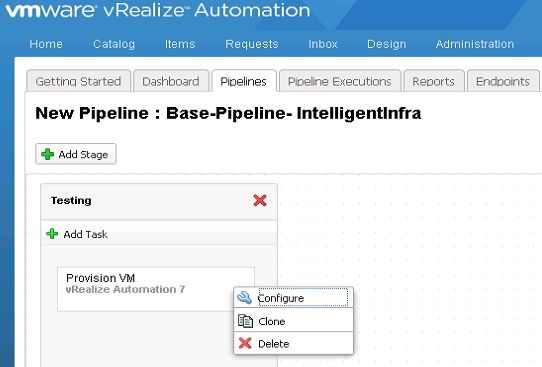 vmware vRealize Automation
Home Catalog Items Requests Inbox Design Administration
Getting Started Dashboard Pipelines Pipeline Executions Reports Endpoints
New Pipeline : Base-Pipeline- IntelligentInfra
Add Stage
Testing
Add Task
Provision VM
vRealize Automation 7
Configure
Clone
Delete